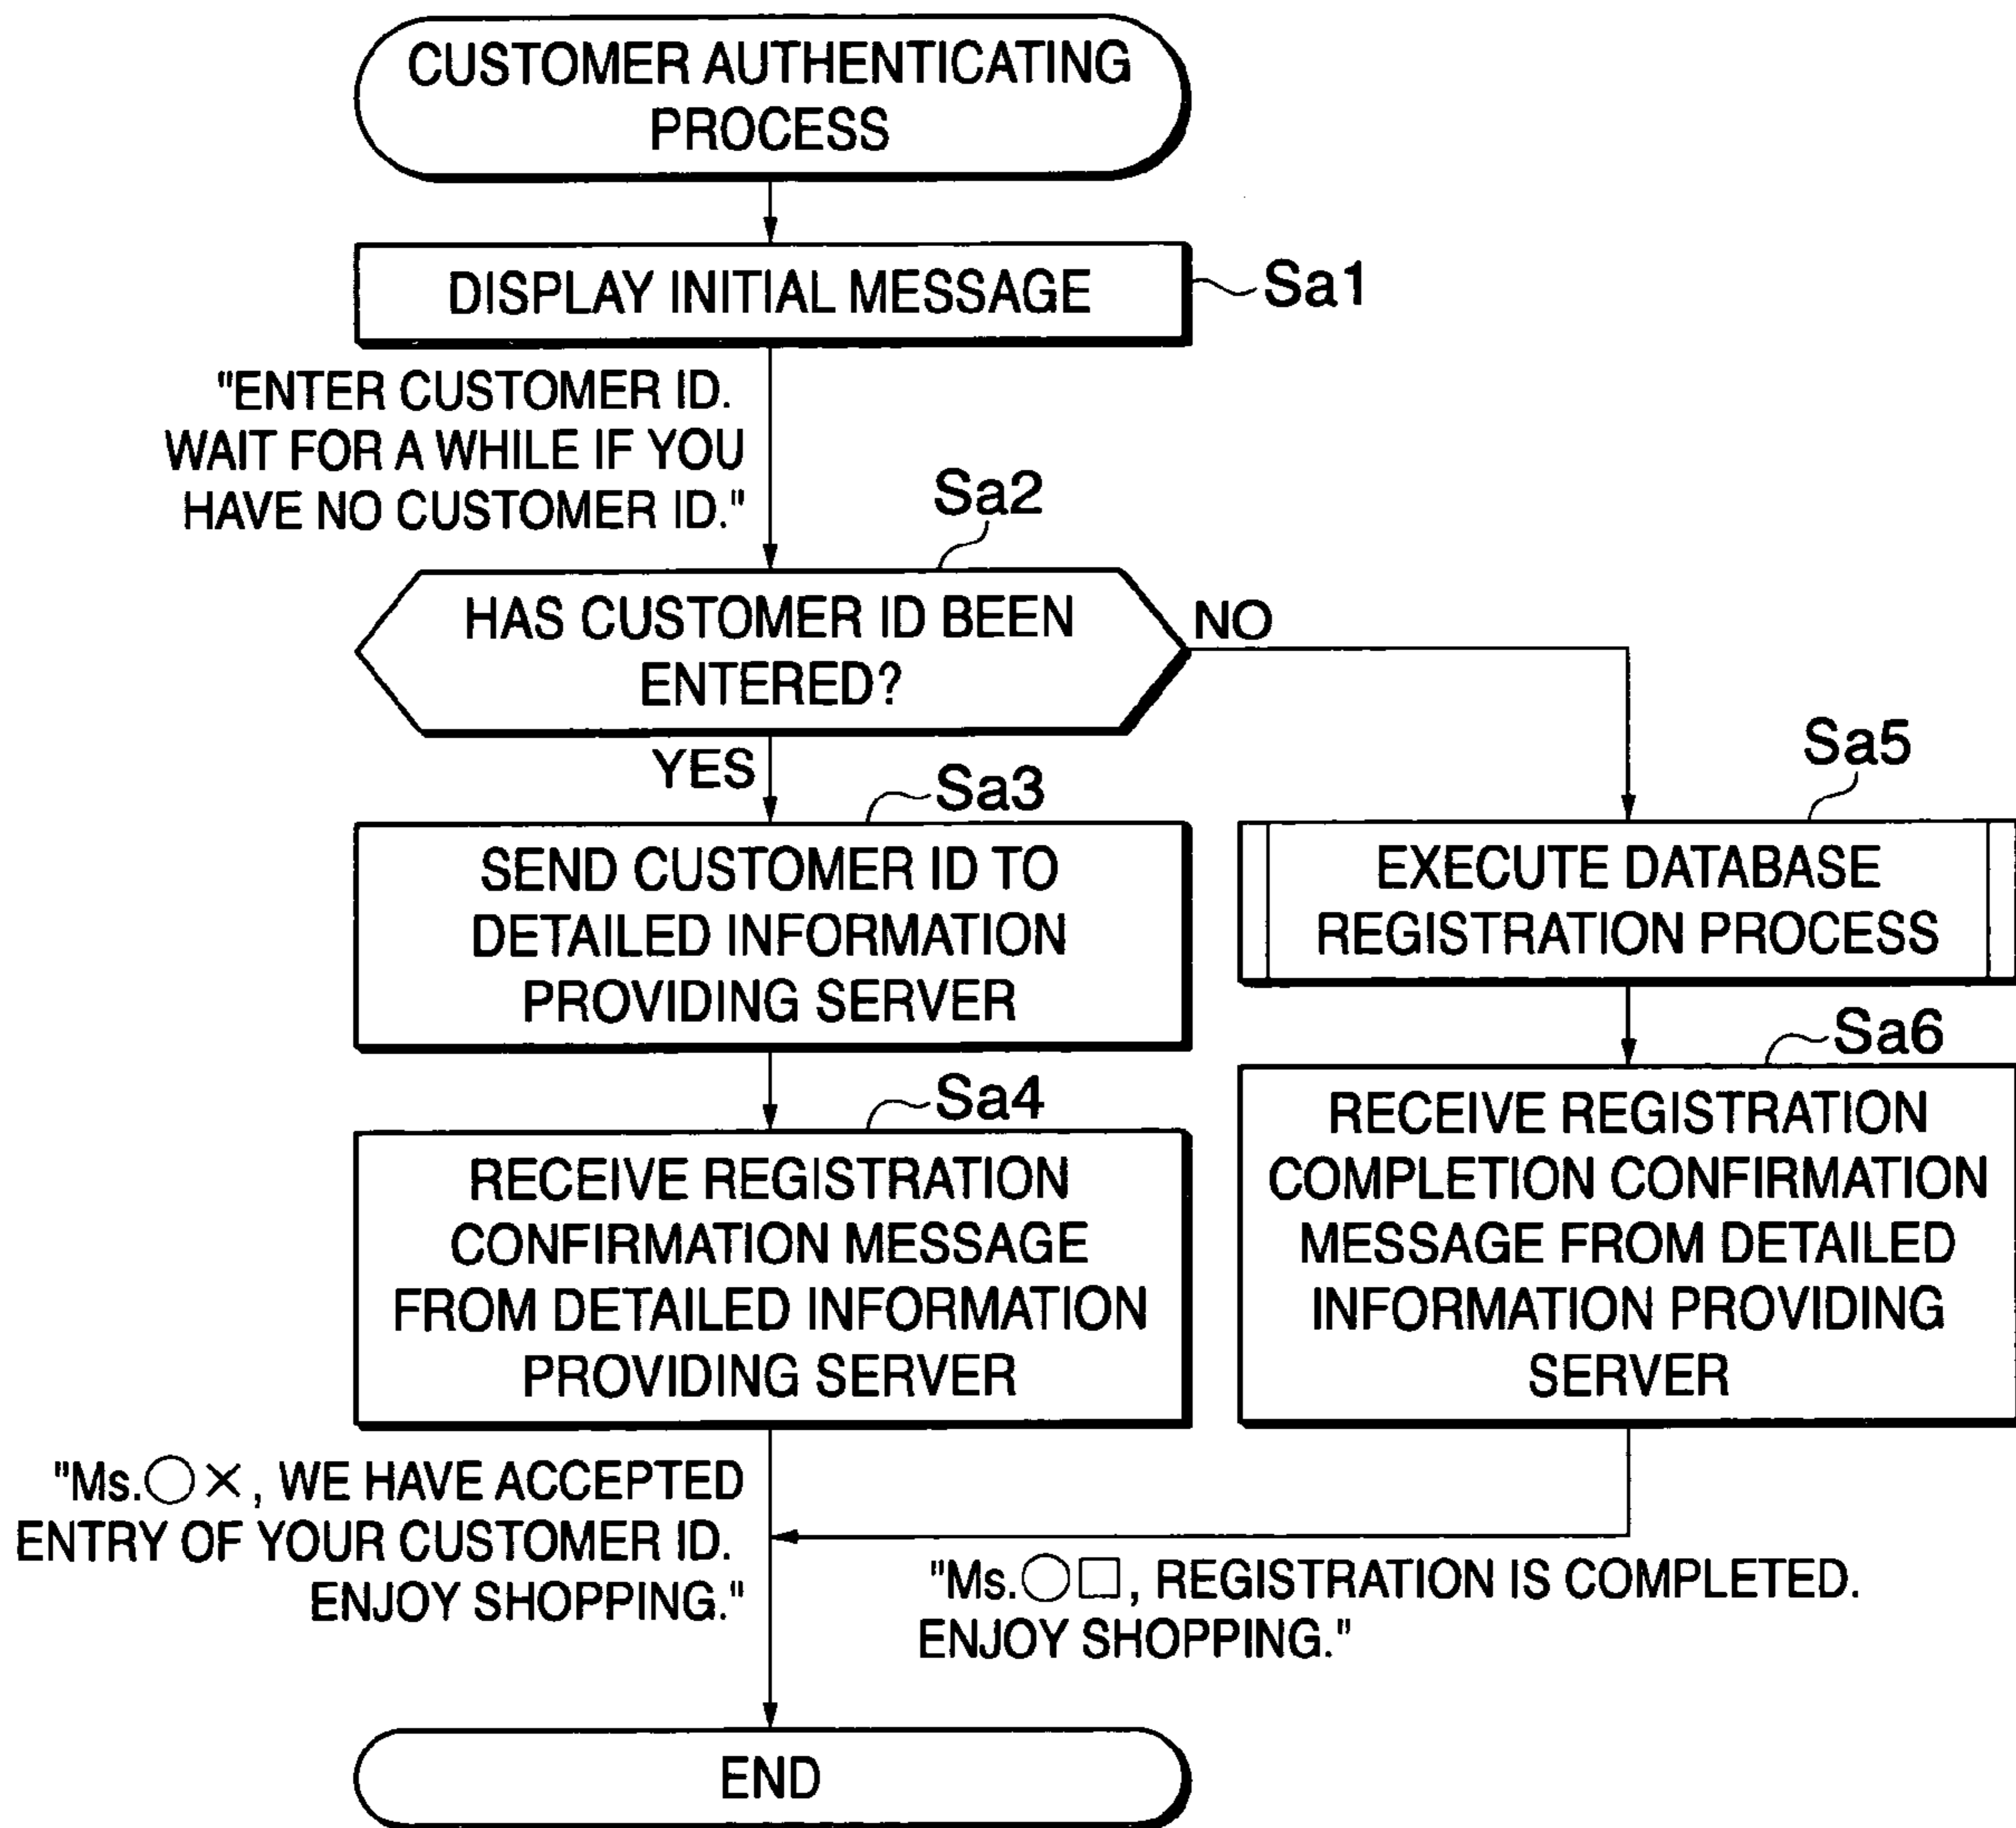 CUSTOMER AUTHENTICATING
PROCESS
DISPLAY INITIAL MESSAGE
Sa1
"ENTER CUSTOMER ID.
WAIT FOR A WHILE IF YOU
HAVE NO CUSTOMER ID."
Sa2
HAS CUSTOMER ID BEEN
ENTERED?
NO
YES
Sa3
SEND CUSTOMER ID TO
DETAILED INFORMATION
PROVIDING SERVER
Sa4
RECEIVE REGISTRATION
CONFIRMATION MESSAGE
FROM DETAILED INFORMATION
PROVIDING SERVER
Sa5
EXECUTE DATABASE
REGISTRATION PROCESS
Sa6
RECEIVE REGISTRATION
COMPLETION CONFIRMATION
MESSAGE FROM DETAILED
INFORMATION PROVIDING
SERVER
"Ms.○×, WE HAVE ACCEPTED
ENTRY OF YOUR CUSTOMER ID.
ENJOY SHOPPING."
"Ms.○□, REGISTRATION IS COMPLETED.
ENJOY SHOPPING."
END